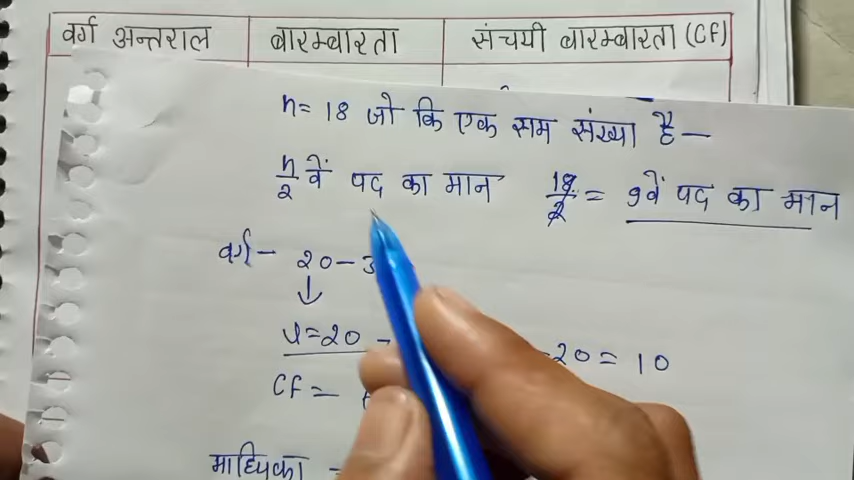 वर्ग अन्तराल बारम्बारता संचयी बारम्बारता (CF)
n= 18 जो कि एक सम संख्या है—
n/2 वें पद का मान 18/2 = 9वें पद का मान
वर्ग— 20-3
↓
=20 - -20 = 10
CF =
माध्यिका -